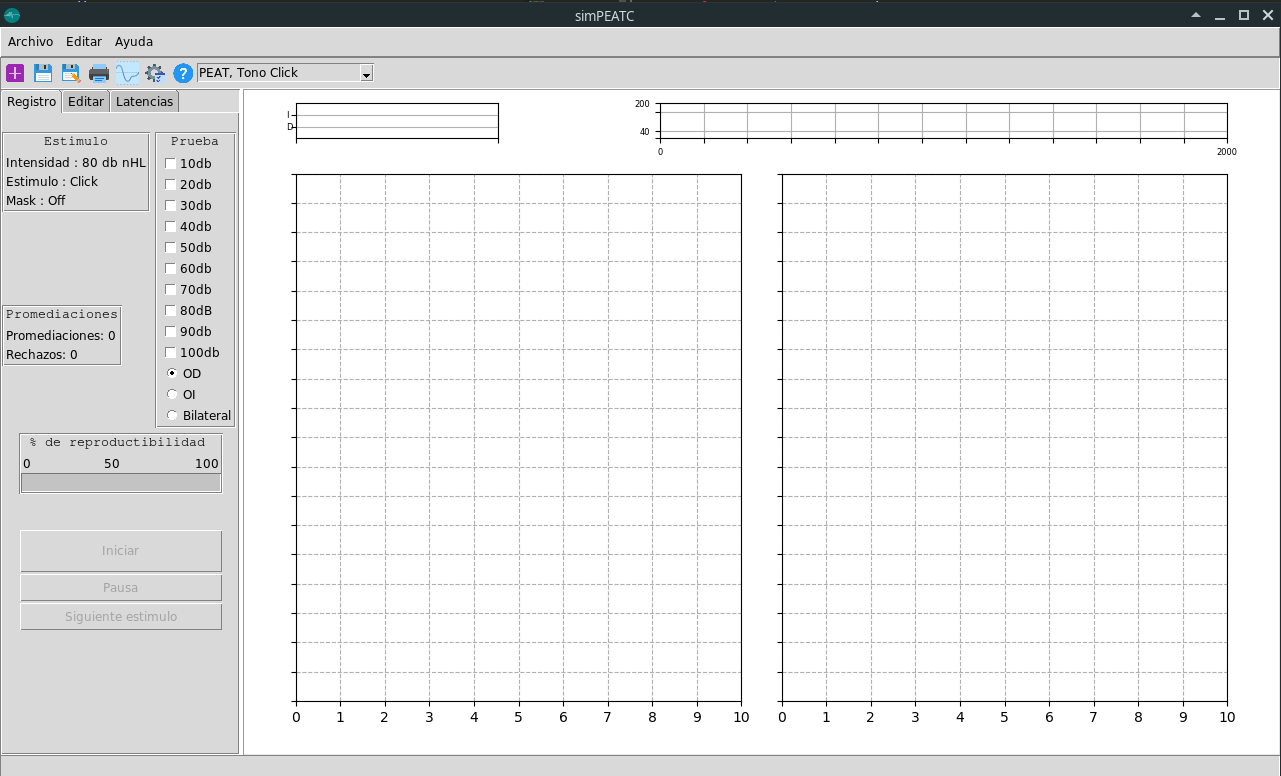 simPEATC
Archivo Editar Ayuda
PEAT, Tono Click
Registro Editar Latencias
Estimulo
Intensidad : 80 db nHL
Estimulo : Click
Mask : Off
Prueba
10db
20db
30db
40db
50db
60db
70db
80dB
90db
100db
OD
OI
Bilateral
Promediaciones
Promediaciones: 0
Rechazos: 0
% de reproductibilidad
0 50 100
Iniciar
Pausa
Siguiente estimulo
I
D
200
40
0 2000
0 1 2 3 4 5 6 7 8 9 10
0 1 2 3 4 5 6 7 8 9 10